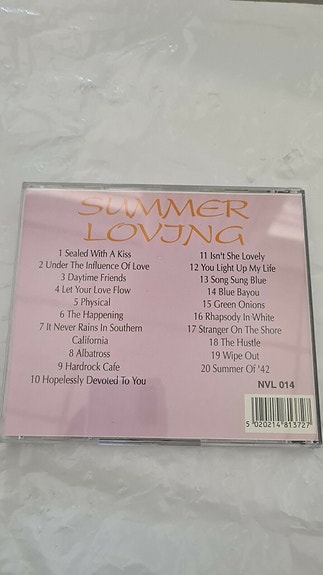 SUMMER
LOVING
1 Sealed With A Kiss
2 Under The Influence Of Love
3 Daytime Friends
4 Let Your Love Flow
5 Physical
6 The Happening
7 It Never Rains In Southern
California
8 Albatross
9 Hardrock Cafe
10 Hopelessly Devoted To You
11 Isn't She Lovely
12 You Light Up My Life
13 Song Sung Blue
14 Blue Bayou
15 Green Onions
16 Rhapsody In White
17 Stranger On The Shore
18 The Hustle
19 Wipe Out
20 Summer Of '42
NVL 014
5 020214 813727